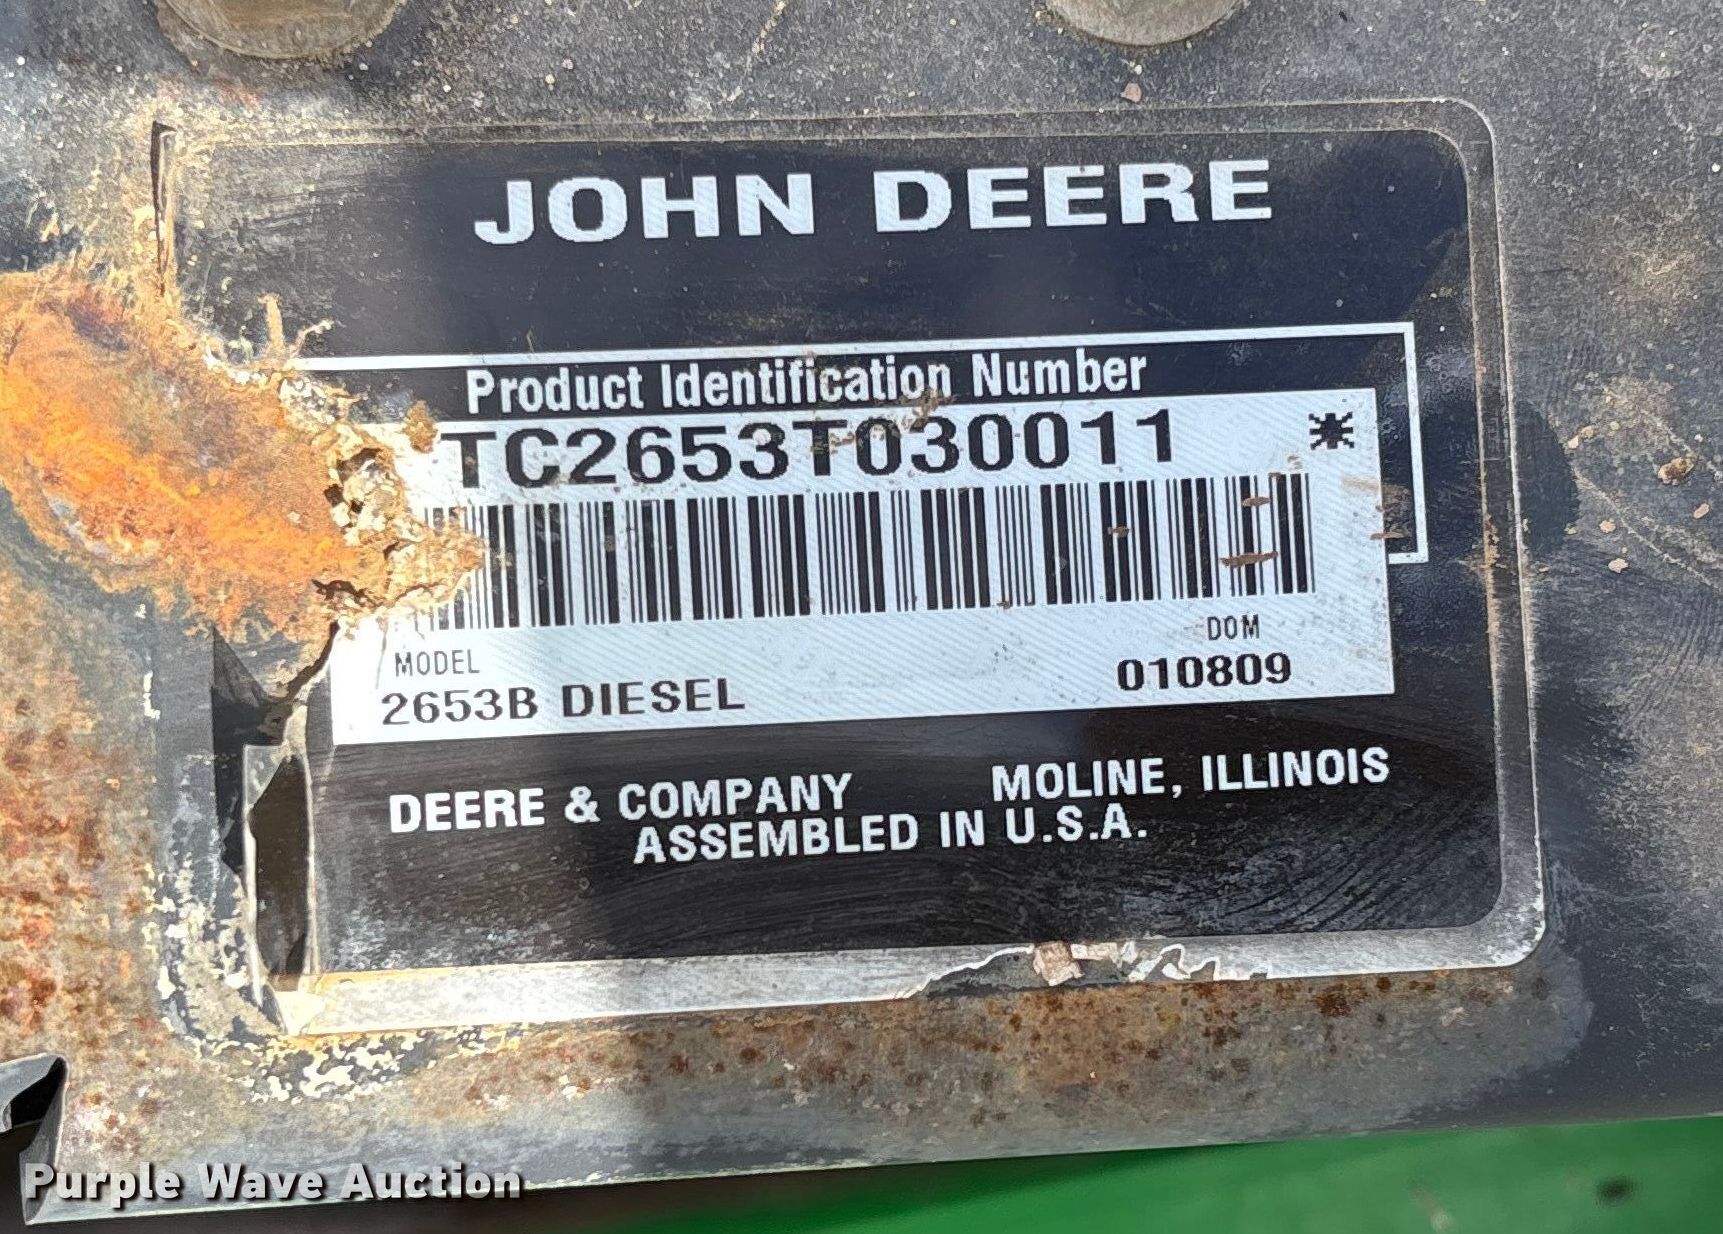 JOHN DEERE
Product Identification Number
TC2653T030011 *
MODEL
DOM
2653B DIESEL
010809
DEERE & COMPANY MOLINE, ILLINOIS
ASSEMBLED IN U.S.A.
Purple Wave Auction